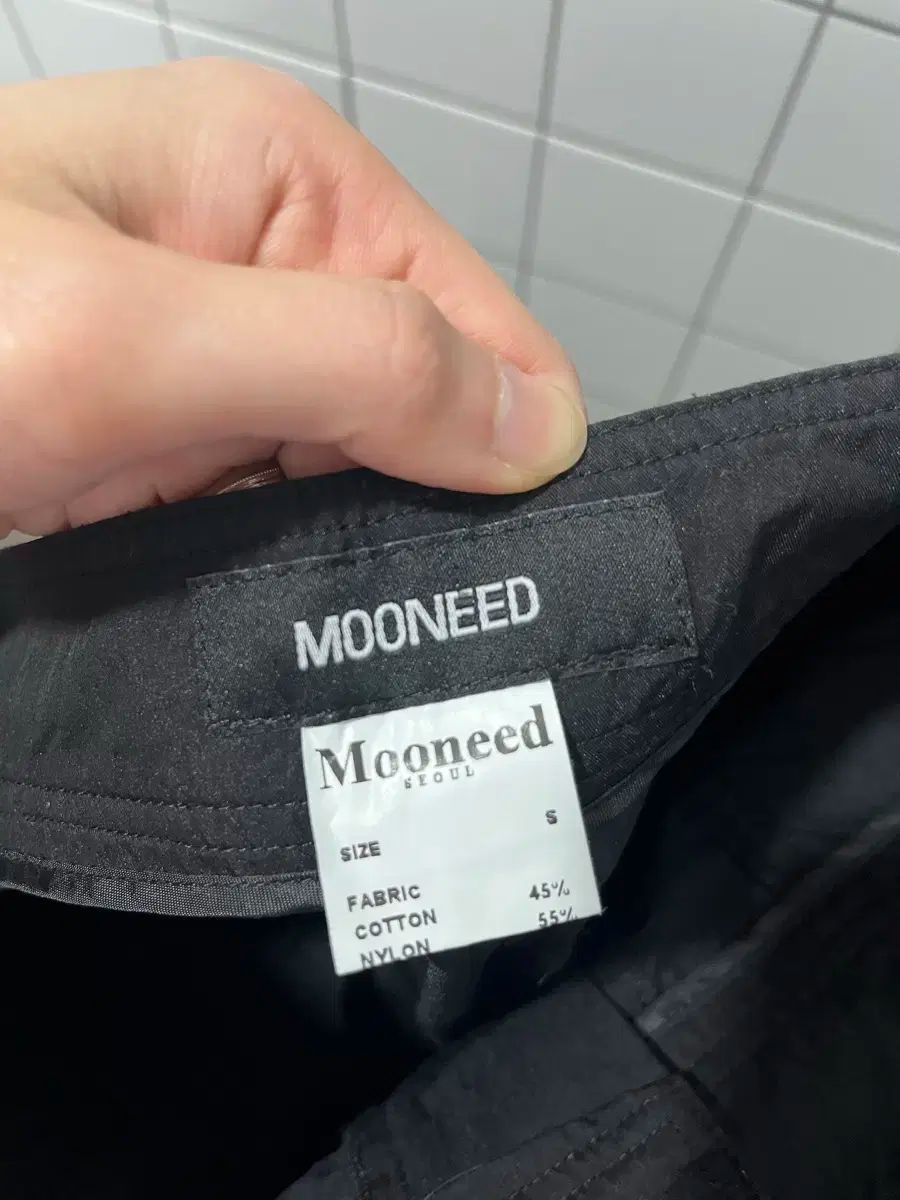 MOONEED
Mooneed
SEOUL
SIZE S
FABRIC
COTTON 45%
NYLON 55%